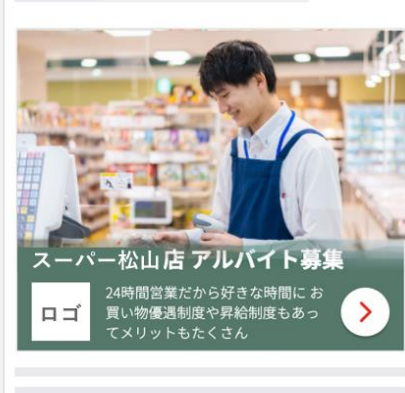 スーパー松山店 アルバイト募集
ロゴ
24時間営業だから好きな時間に お
買い物優遇制度や昇給制度もあっ
てメリットもたくさん